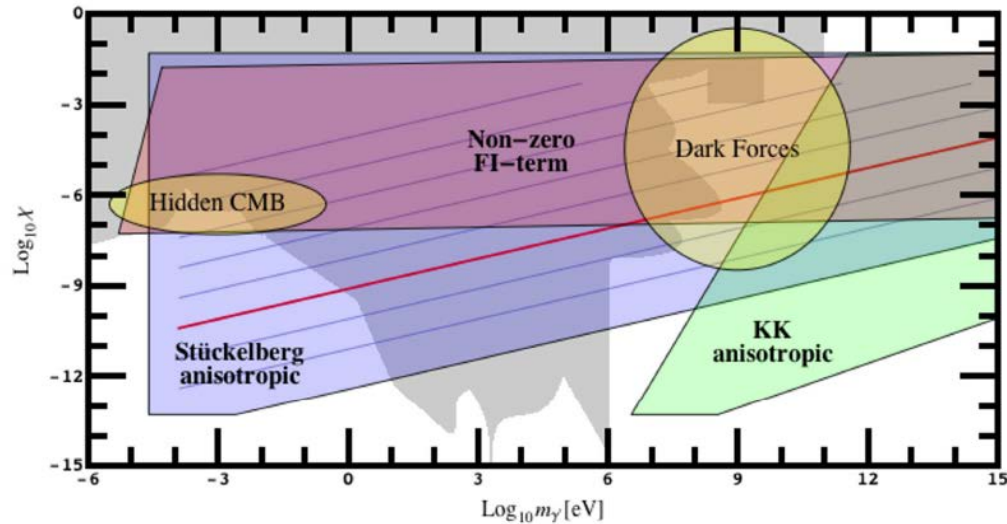 0
-3
-6
-9
-12
-15
Log₁₀ χ
Non-zero
FI-term
Dark Forces
Hidden CMB
Stückelberg
anisotropic
KK
anisotropic
-6 -3 0 3 6 9 12 15
Log₁₀ mγ′ [eV]